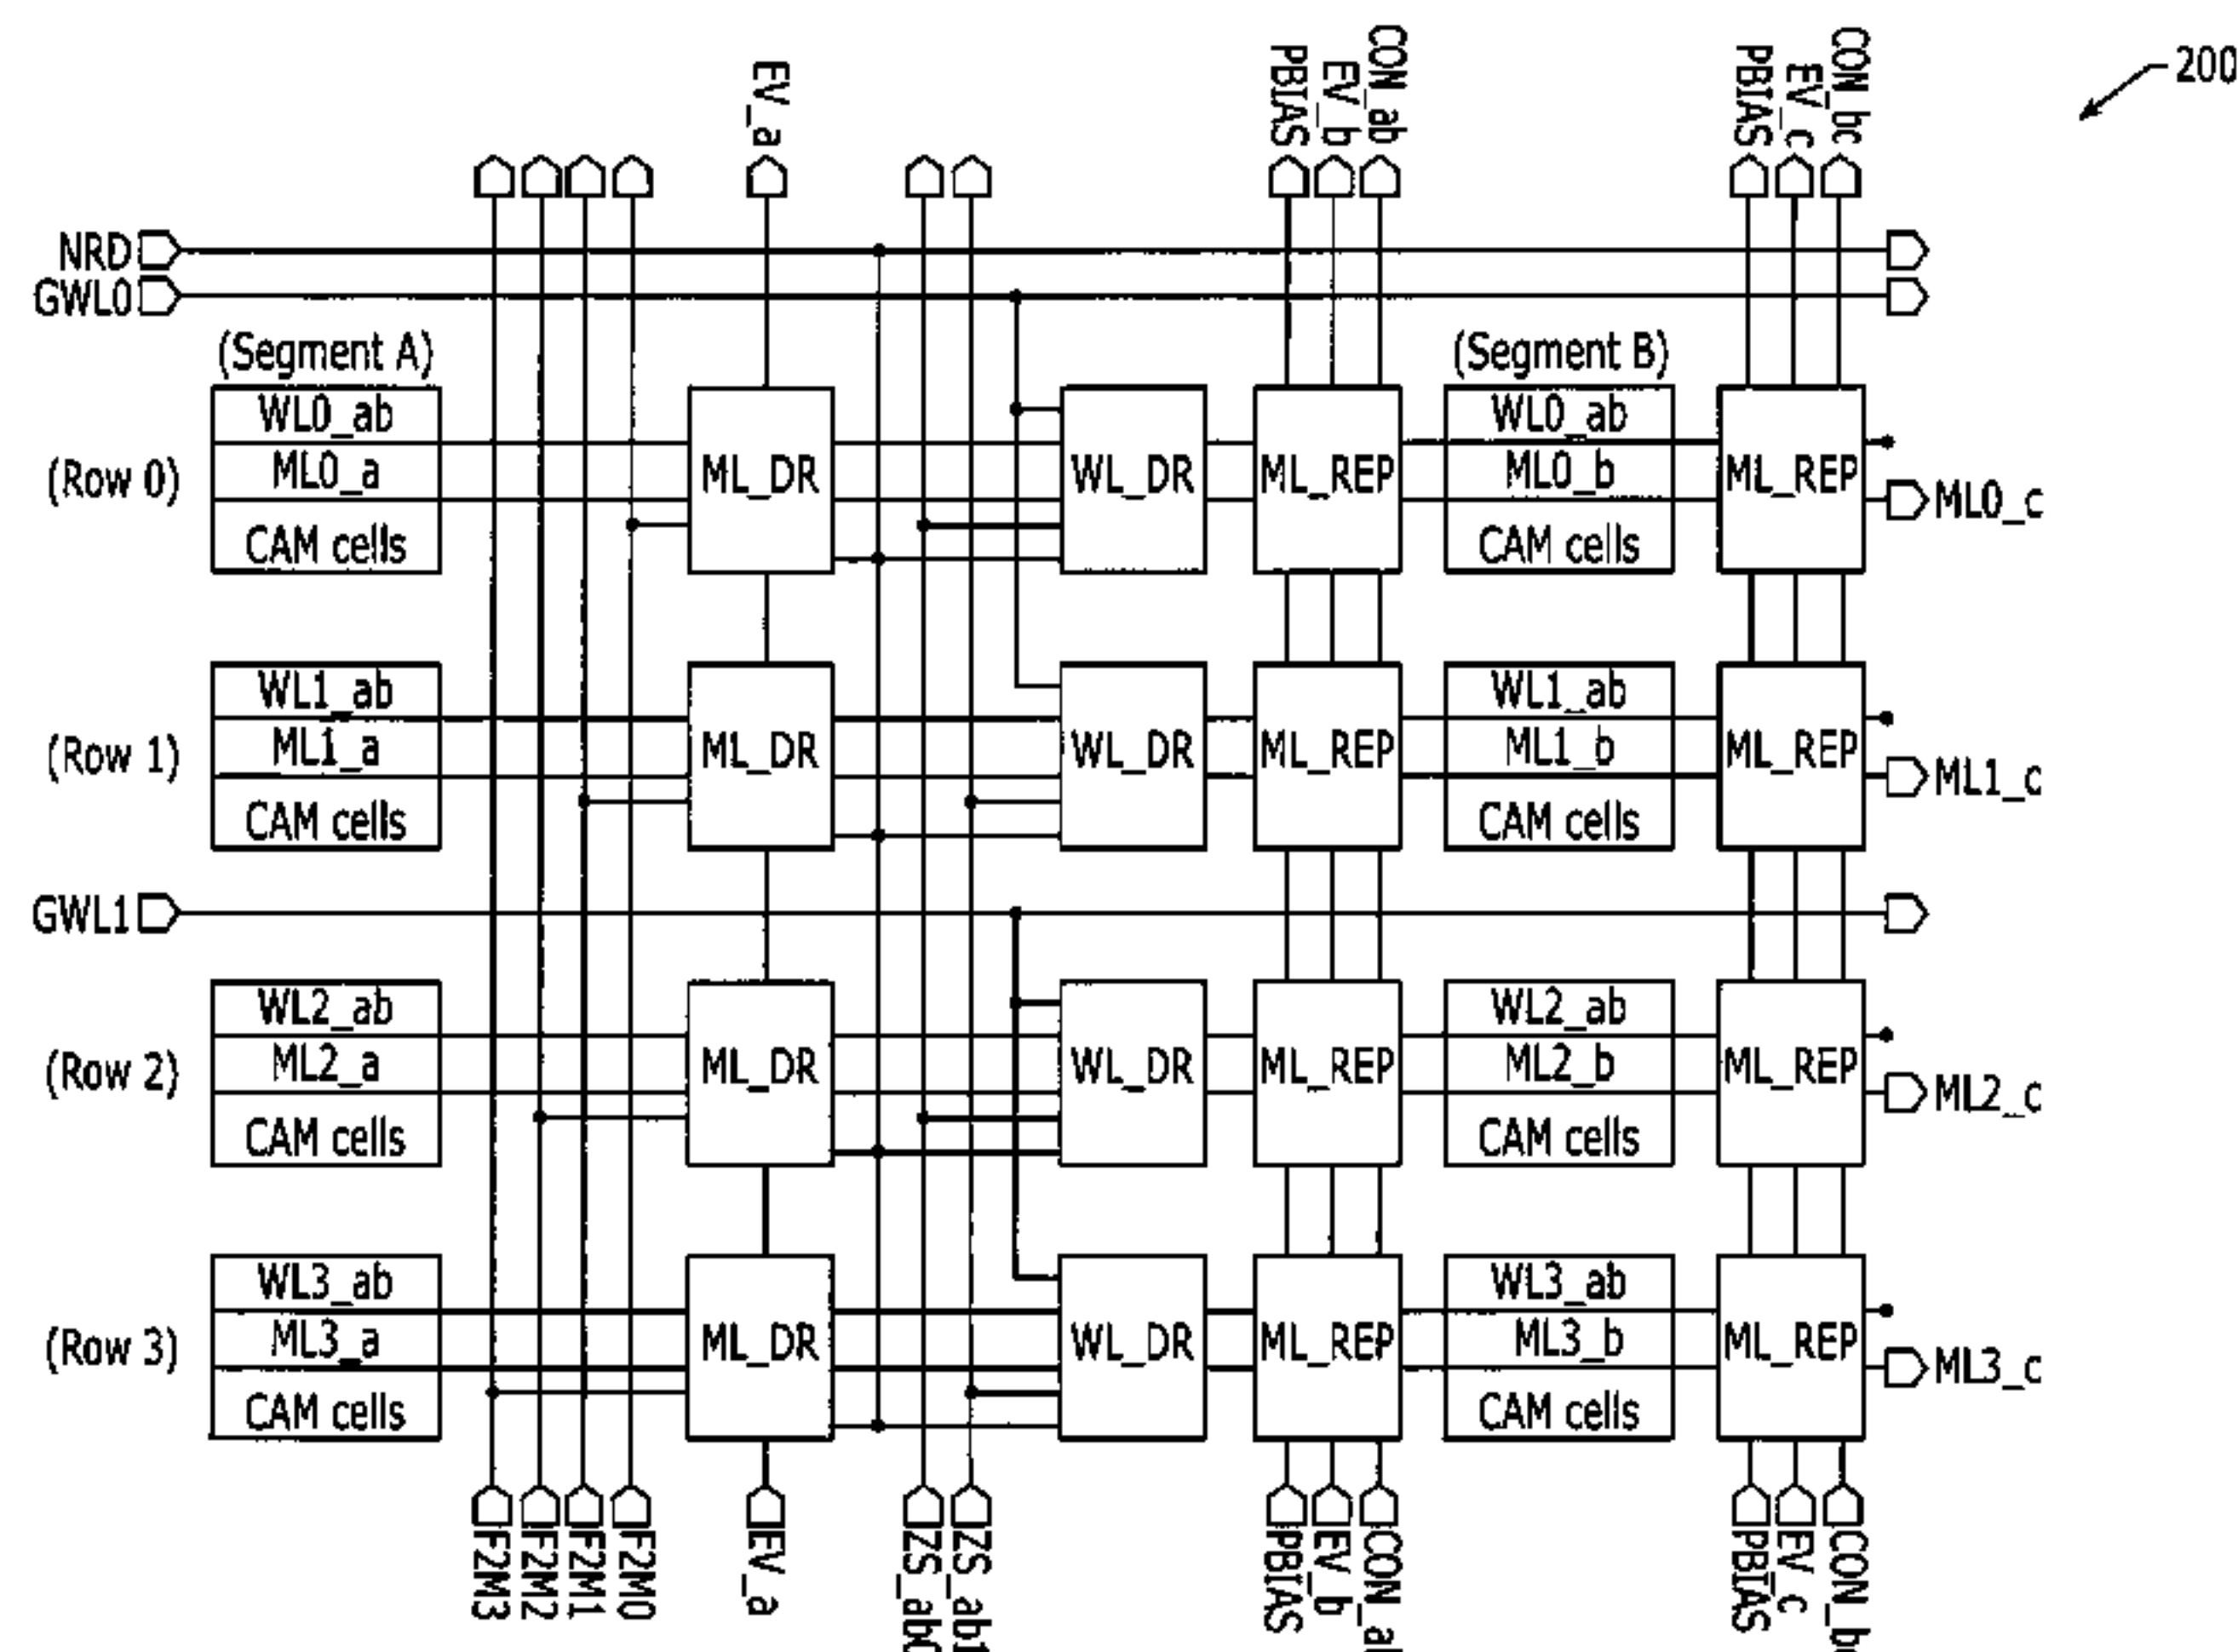 200
EV_a
PBIAS
EV_b
CON_ab
PBIAS
EV_c
CON_bc
NRD
GWL0
(Segment A)
(Segment B)
(Row 0)
WL0_ab
ML0_a
CAM cells
ML_DR
WL_DR
ML_REP
WL0_ab
ML0_b
CAM cells
ML_REP
ML0_c
(Row 1)
WL1_ab
ML1_a
CAM cells
ML_DR
WL_DR
ML_REP
WL1_ab
ML1_b
CAM cells
ML_REP
ML1_c
GWL1
(Row 2)
WL2_ab
ML2_a
CAM cells
ML_DR
WL_DR
ML_REP
WL2_ab
ML2_b
CAM cells
ML_REP
ML2_c
(Row 3)
WL3_ab
ML3_a
CAM cells
ML_DR
WL_DR
ML_REP
WL3_ab
ML3_b
CAM cells
ML_REP
ML3_c
F2M3
F2M2
F2M1
F2M0
EV_a
ZS_ab0
ZS_ab1
PBIAS
EV_b
PBIAS
EV_c